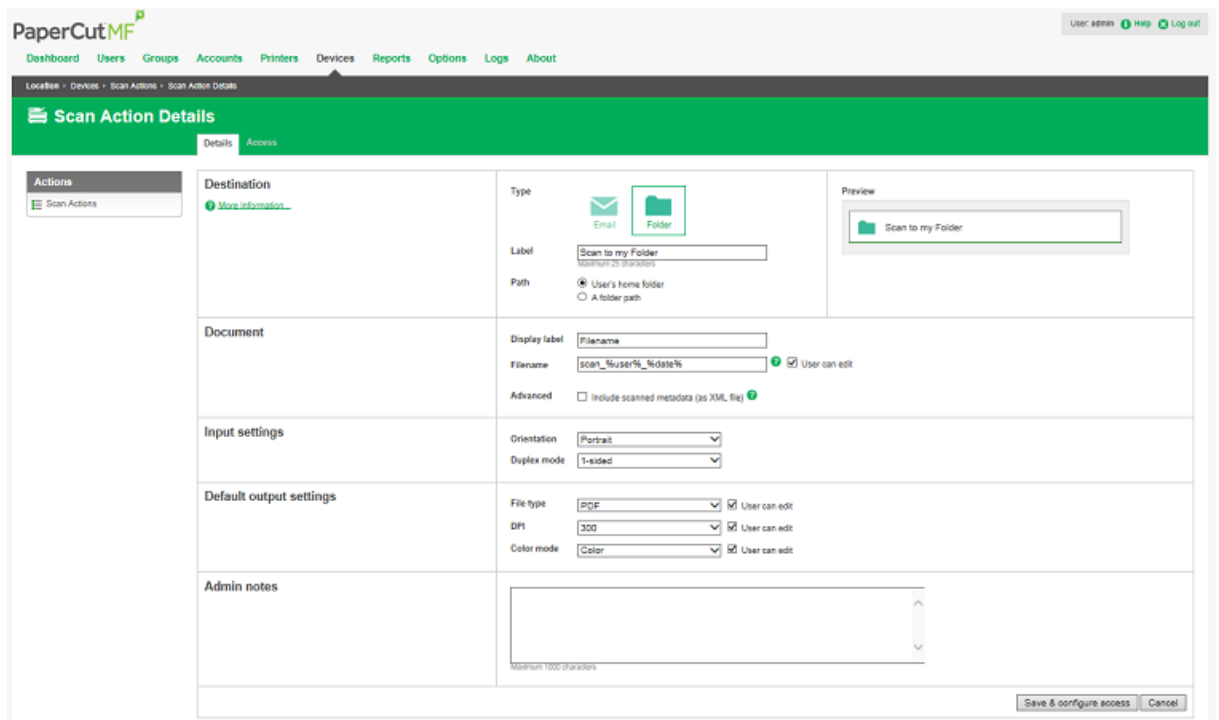 PaperCut MF
User: admin Help Log out
Dashboard Users Groups Accounts Printers Devices Reports Options Logs About
Location › Devices › Scan Actions › Scan Action Details
Scan Action Details
Details Access
Actions
Scan Actions
Destination
More Information...
Type
Email
Folder
Label
Scan to my Folder
Maximum 25 characters
Path
User's home folder
A folder path
Preview
Scan to my Folder
Document
Display label Filename
Filename scan_%user%_%date% User can edit
Advanced Include scanned metadata (as XML file)
Input settings
Orientation Portrait
Duplex mode 1-sided
Default output settings
File type PDF User can edit
DPI 300 User can edit
Color mode Color User can edit
Admin notes
Maximum 1000 characters
Save & configure access Cancel